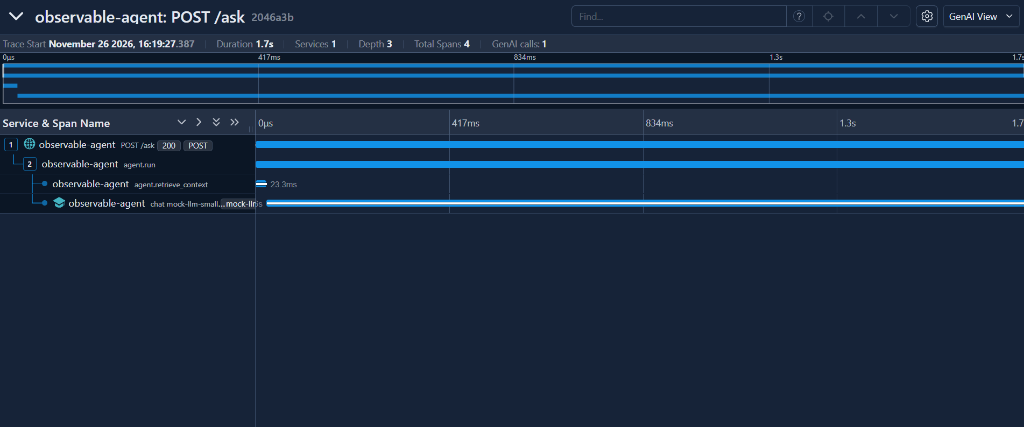 observable-agent: POST /ask 2046a3b
Find...
GenAI View
Trace Start November 26 2026, 16:19:27.387 Duration 1.7s Services 1 Depth 3 Total Spans 4 GenAI calls: 1
0μs 417ms 834ms 1.3s 1.7s
Service & Span Name 0μs 417ms 834ms 1.3s 1.7
1 observable-agent POST /ask 200 POST
2 observable-agent agent.run
observable-agent agent.retrieve_context 23.3ms
observable-agent chat mock-llm-small...